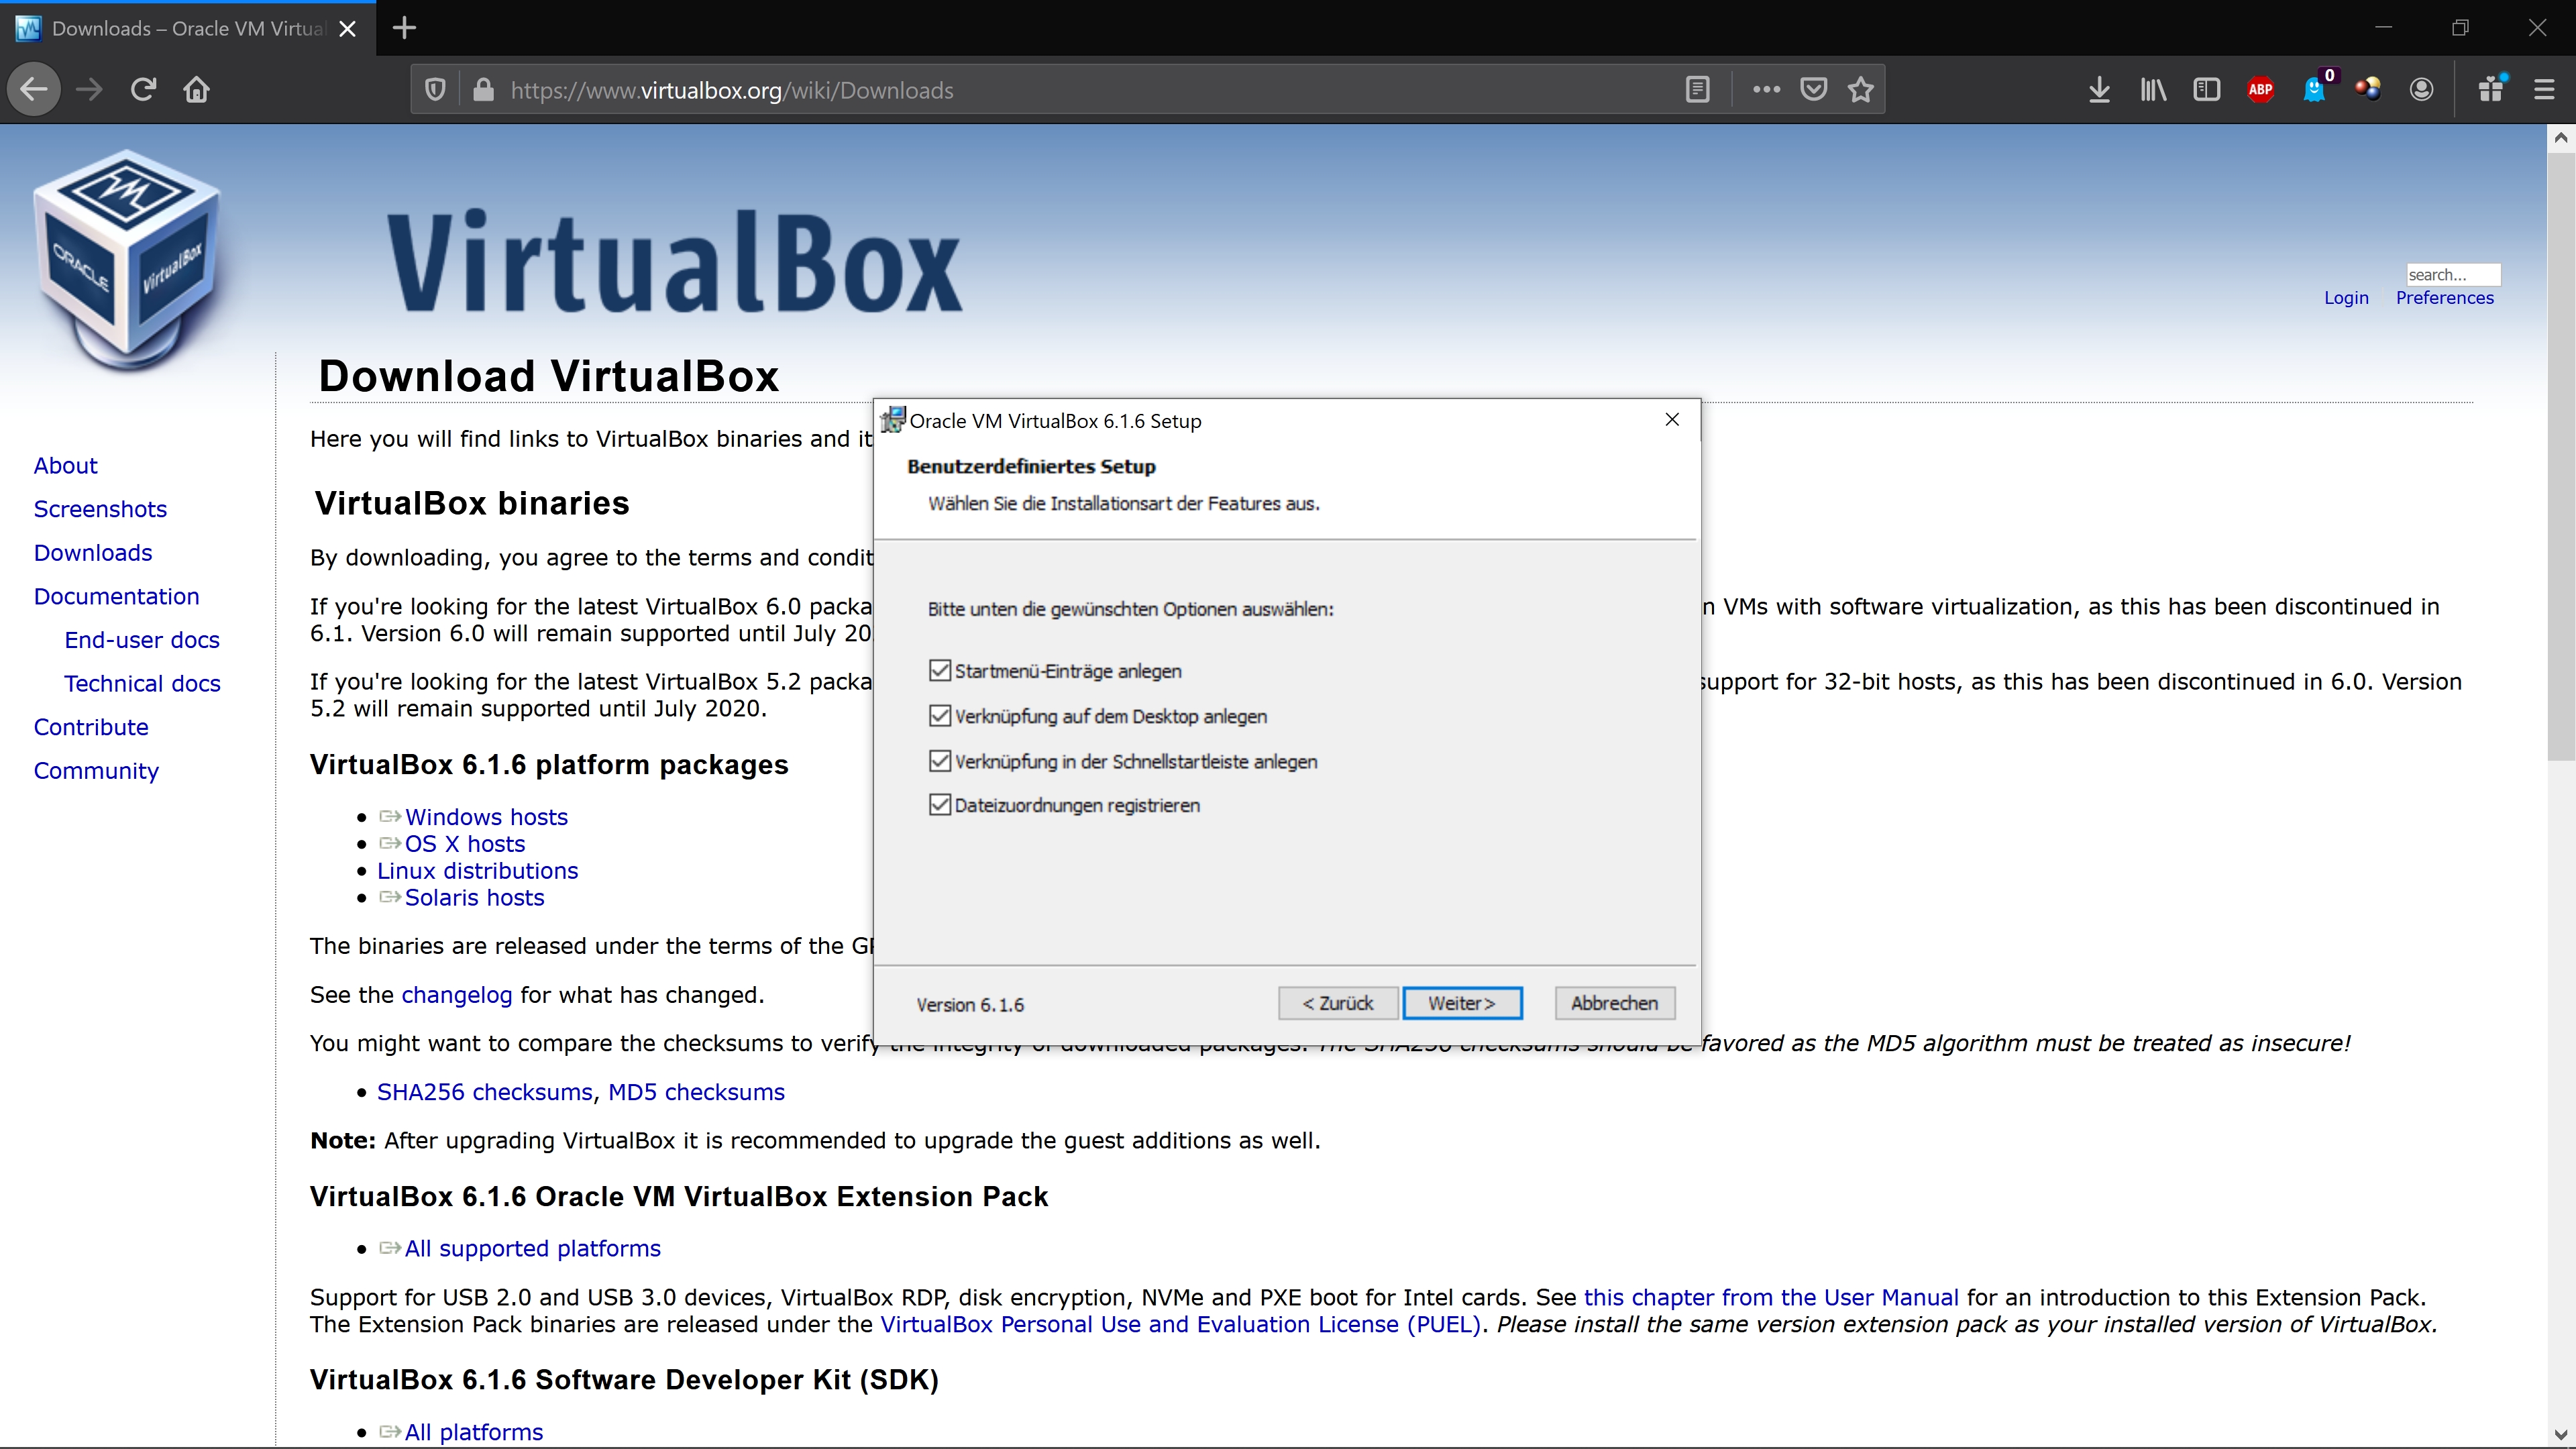 Downloads – Oracle VM Virtual
https://www.virtualbox.org/wiki/Downloads
ABP
0
ORACLE
VirtualBox
VirtualBox
search...
Login Preferences
Download VirtualBox
About
Screenshots
Downloads
Documentation
End-user docs
Technical docs
Contribute
Community
Here you will find links to VirtualBox binaries and it
VirtualBox binaries
By downloading, you agree to the terms and condit
If you're looking for the latest VirtualBox 6.0 packa
n VMs with software virtualization, as this has been discontinued in
6.1. Version 6.0 will remain supported until July 20
If you're looking for the latest VirtualBox 5.2 packa
support for 32-bit hosts, as this has been discontinued in 6.0. Version
5.2 will remain supported until July 2020.
VirtualBox 6.1.6 platform packages
Windows hosts
OS X hosts
Linux distributions
Solaris hosts
The binaries are released under the terms of the GP
See the changelog for what has changed.
You might want to compare the checksums to verify the integrity of downloaded packages. The SHA256 checksums should be favored as the MD5 algorithm must be treated as insecure!
SHA256 checksums, MD5 checksums
Note: After upgrading VirtualBox it is recommended to upgrade the guest additions as well.
VirtualBox 6.1.6 Oracle VM VirtualBox Extension Pack
All supported platforms
Support for USB 2.0 and USB 3.0 devices, VirtualBox RDP, disk encryption, NVMe and PXE boot for Intel cards. See this chapter from the User Manual for an introduction to this Extension Pack.
The Extension Pack binaries are released under the VirtualBox Personal Use and Evaluation License (PUEL). Please install the same version extension pack as your installed version of VirtualBox.
VirtualBox 6.1.6 Software Developer Kit (SDK)
All platforms
Oracle VM VirtualBox 6.1.6 Setup
Benutzerdefiniertes Setup
Wählen Sie die Installationsart der Features aus.
Bitte unten die gewünschten Optionen auswählen:
Startmenü-Einträge anlegen
Verknüpfung auf dem Desktop anlegen
Verknüpfung in der Schnellstartleiste anlegen
Dateizuordnungen registrieren
Version 6.1.6
< Zurück
Weiter>
Abbrechen